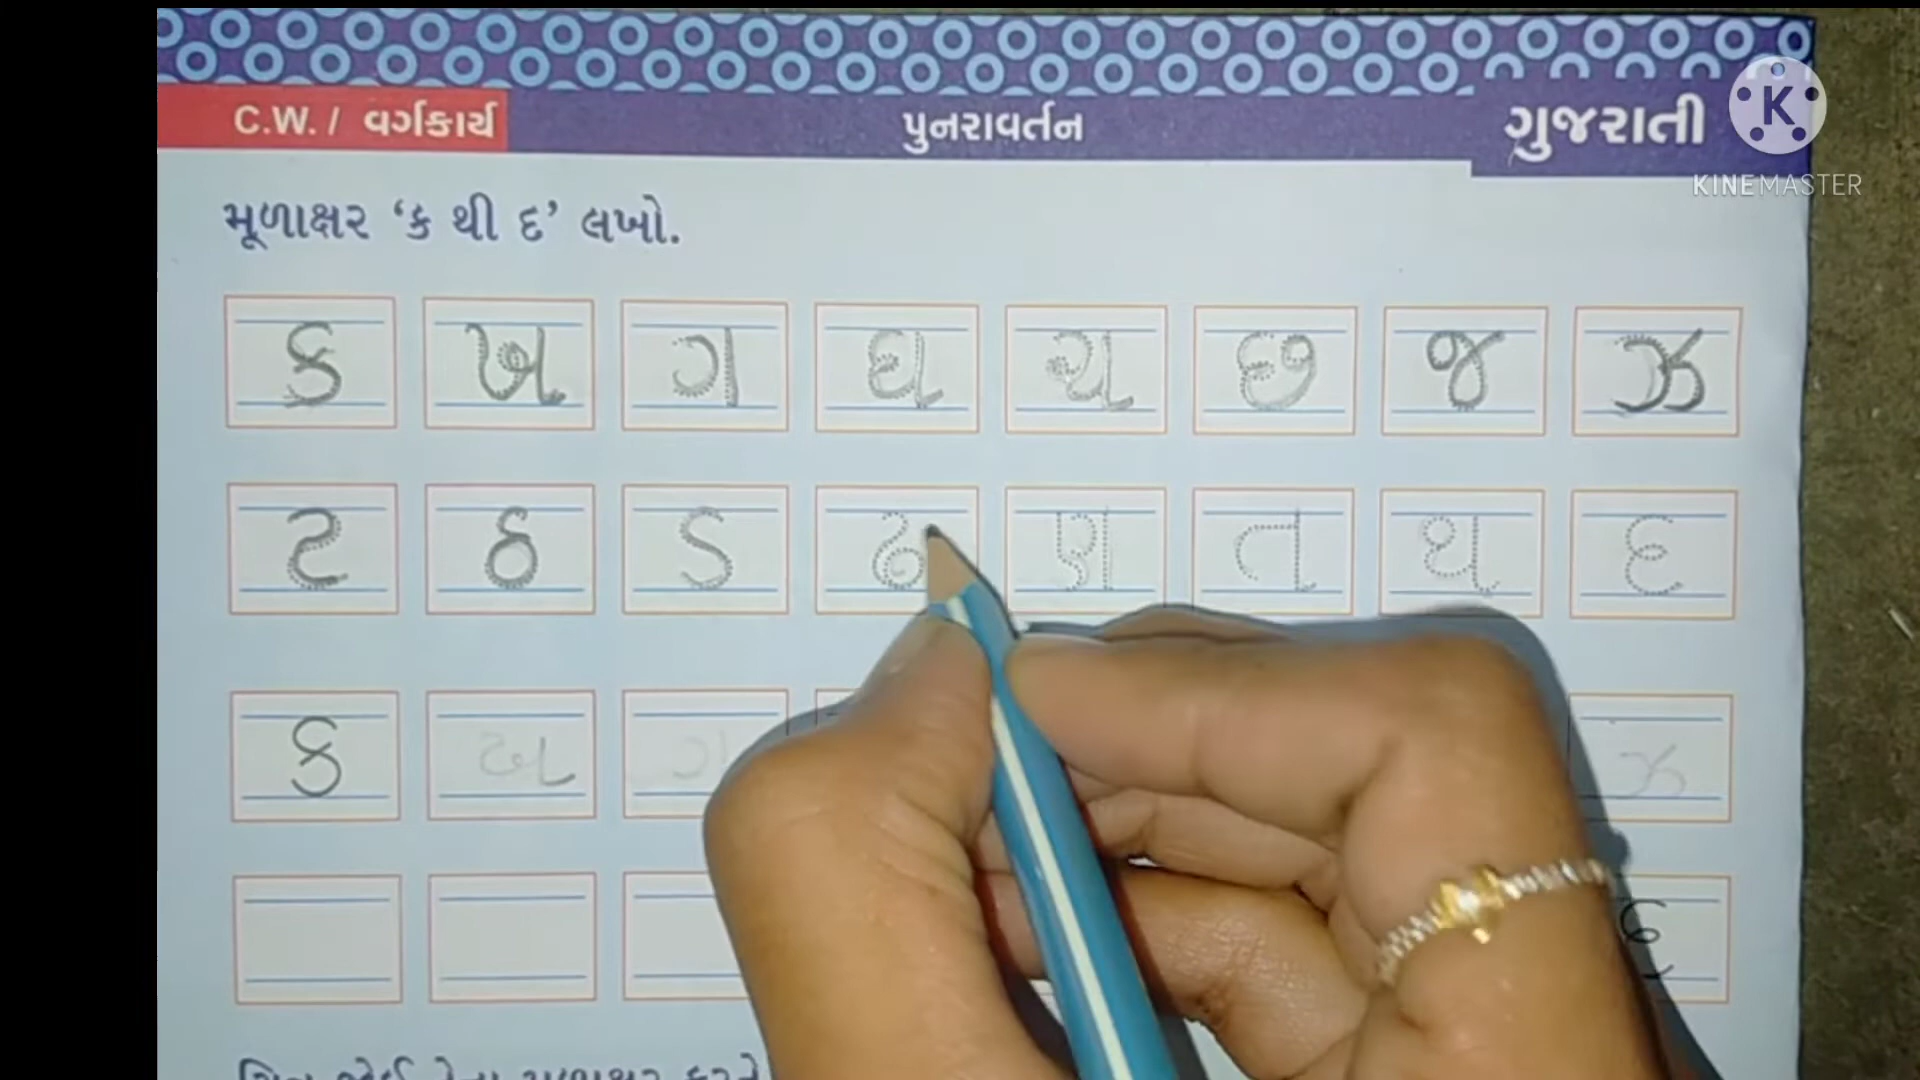 C.W. / વર્ગકાર્ય પુનરાવર્તન ગુજરાતી
KINEMASTER
મૂળાક્ષર ‘ક થી દ’ લખો.
ક ખ ગ ઘ ચ છ જ ઝ
ટ ઠ ડ ઢ ણ ત થ દ
ક ખ ગ ઝ